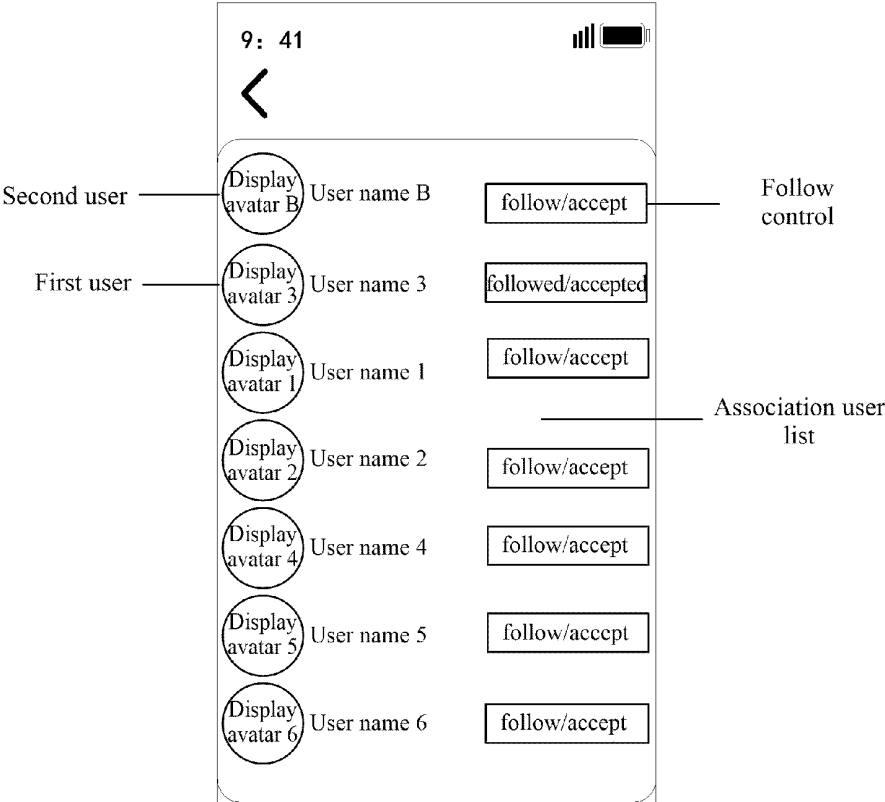 9: 41
Display
avatar B
User name B
follow/accept
Second user
Follow
control
Display
avatar 3
User name 3
followed/accepted
First user
Display
avatar 1
User name 1
follow/accept
Association user
list
Display
avatar 2
User name 2
follow/accept
Display
avatar 4
User name 4
follow/accept
Display
avatar 5
User name 5
follow/accept
Display
avatar 6
User name 6
follow/accept